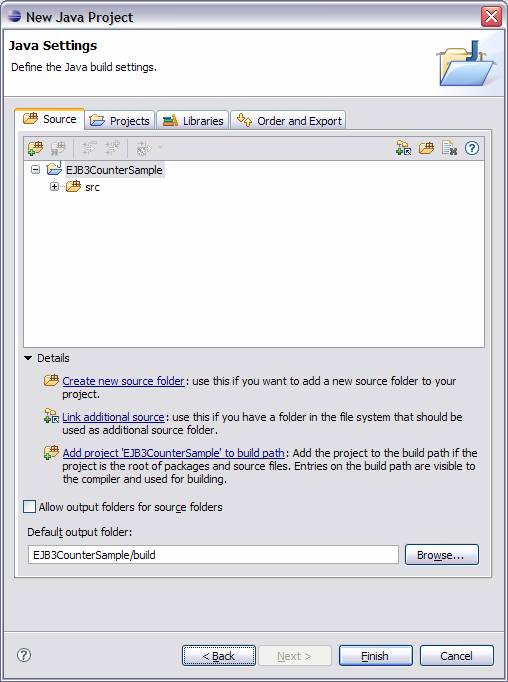 New Java Project
Java Settings
Define the Java build settings.
Source Projects Libraries Order and Export
EJB3CounterSample
src
Details
Create new source folder: use this if you want to add a new source folder to your
project.
Link additional source: use this if you have a folder in the file system that should be
used as additional source folder.
Add project 'EJB3CounterSample' to build path: Add the project to the build path if the
project is the root of packages and source files. Entries on the build path are visible to
the compiler and used for building.
Allow output folders for source folders
Default output folder:
EJB3CounterSample/build
Browse...
< Back Next > Finish Cancel